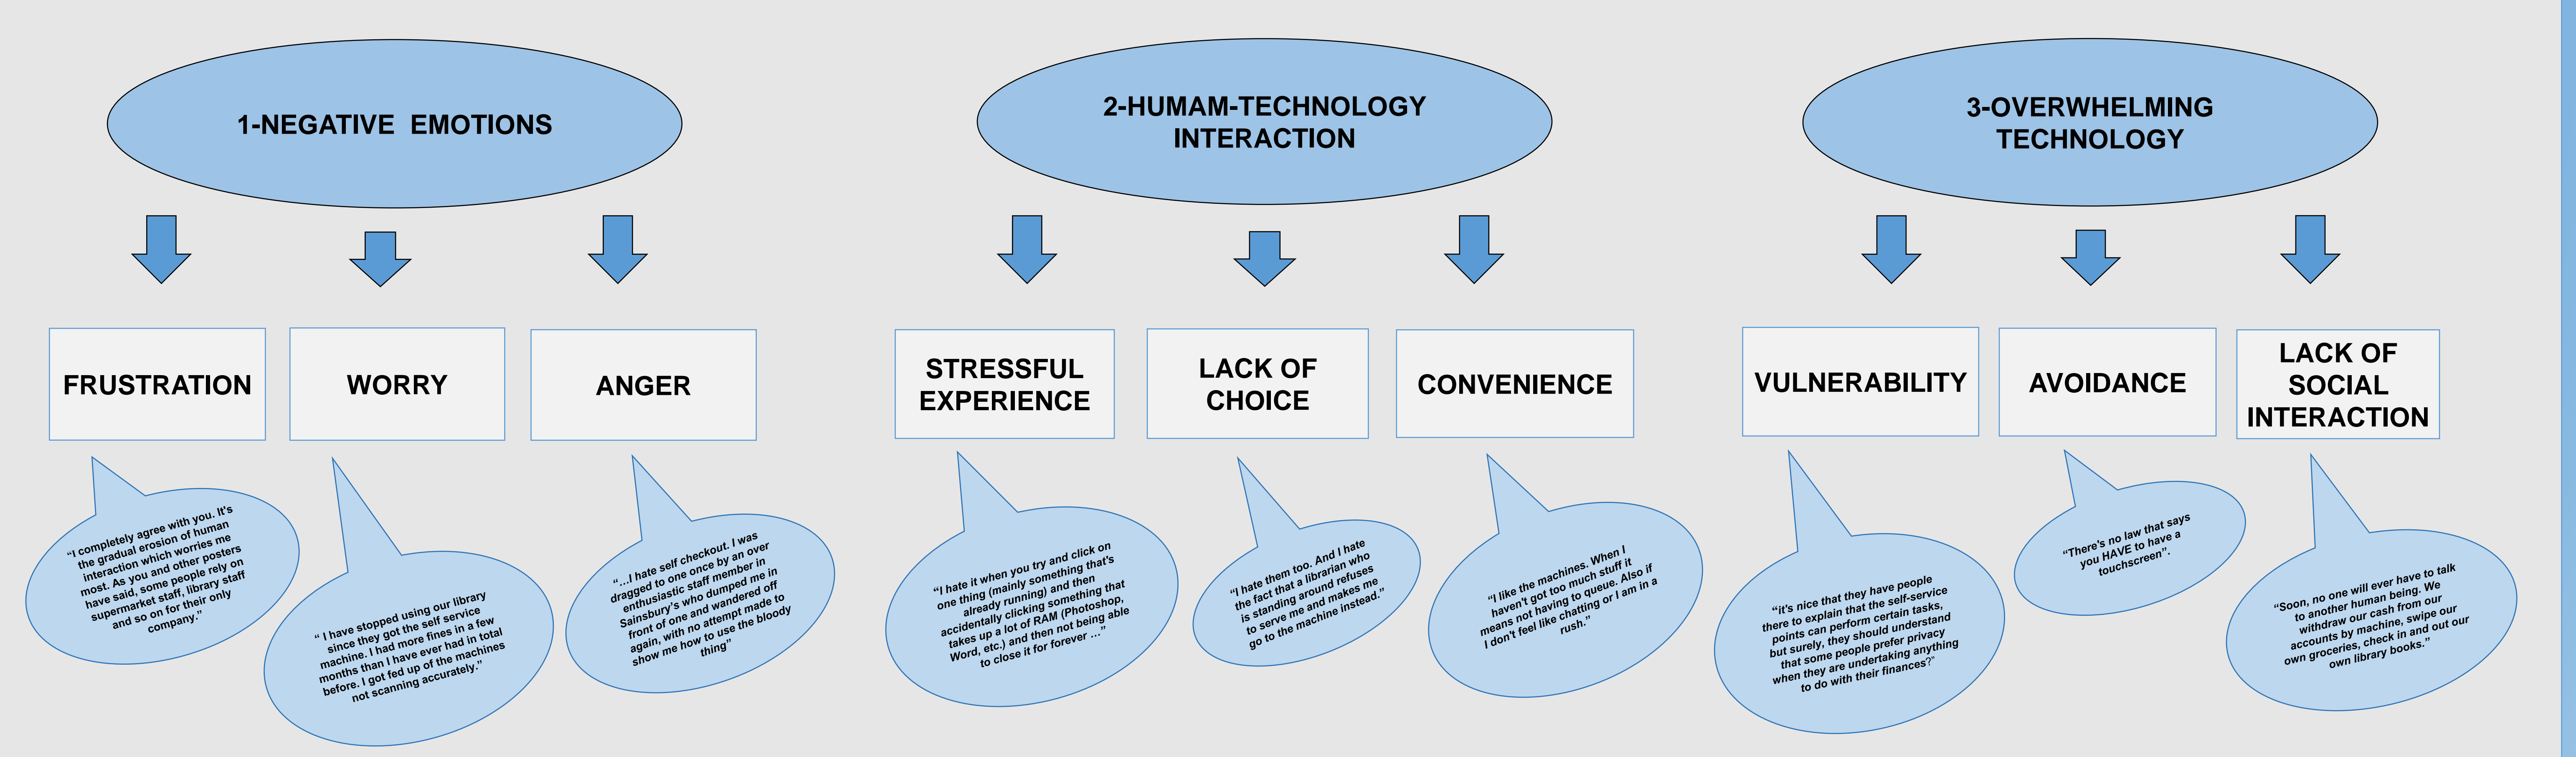 1-NEGATIVE  EMOTIONS
FRUSTRATION
WORRY
ANGER
“I completely agree with you. It's
the gradual erosion of human
interaction which worries me
most. As you and other posters
have said, some people rely on
supermarket staff, library staff
and so on for their only
company.”
“ I have stopped using our library
since they got the self service
machine. I had more fines in a few
months than I have ever had in total
before. I got fed up of the machines
not scanning accurately.”
“…I hate self checkout. I was
dragged to one once by an over
enthusiastic staff member in
Sainsbury’s who dumped me in
front of one and wandered off
again, with no attempt made to
show me how to use the bloody
thing”
2-HUMAM-TECHNOLOGY
INTERACTION
STRESSFUL
EXPERIENCE
LACK OF
CHOICE
CONVENIENCE
“I hate it when you try and click on
one thing (mainly something that's
already running) and then
accidentally clicking something that
takes up a lot of RAM (Photoshop,
Word, etc.) and then not being able
to close it for forever …”
“I hate them too. And I hate
the fact that a librarian who
is standing around refuses
to serve me and makes me
go to the machine instead.”
“I like the machines. When I
haven't got too much stuff it
means not having to queue. Also if
I don't feel like chatting or I am in a
rush.”
3-OVERWHELMING
TECHNOLOGY
VULNERABILITY
AVOIDANCE
LACK OF
SOCIAL
INTERACTION
“it's nice that they have people
there to explain that the self-service
points can perform certain tasks,
but surely, they should understand
that some people prefer privacy
when they are undertaking anything
to do with their finances?”
“There's no law that says
you HAVE to have a
touchscreen”.
“Soon, no one will ever have to talk
to another human being. We
withdraw our cash from our
accounts by machine, swipe our
own groceries, check in and out our
own library books.”